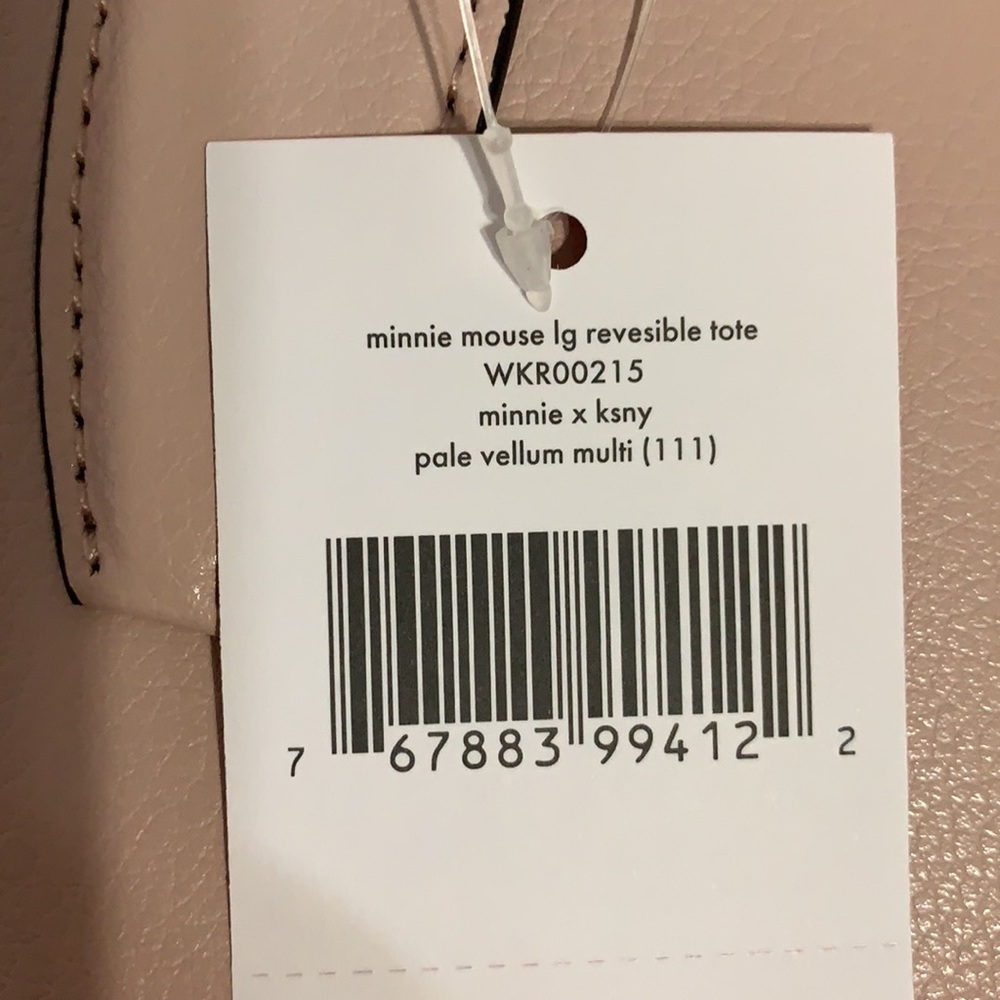 minnie mouse lg revesible tote
WKR00215
minnie x ksny
pale vellum multi (111)
7 67883 99412 2